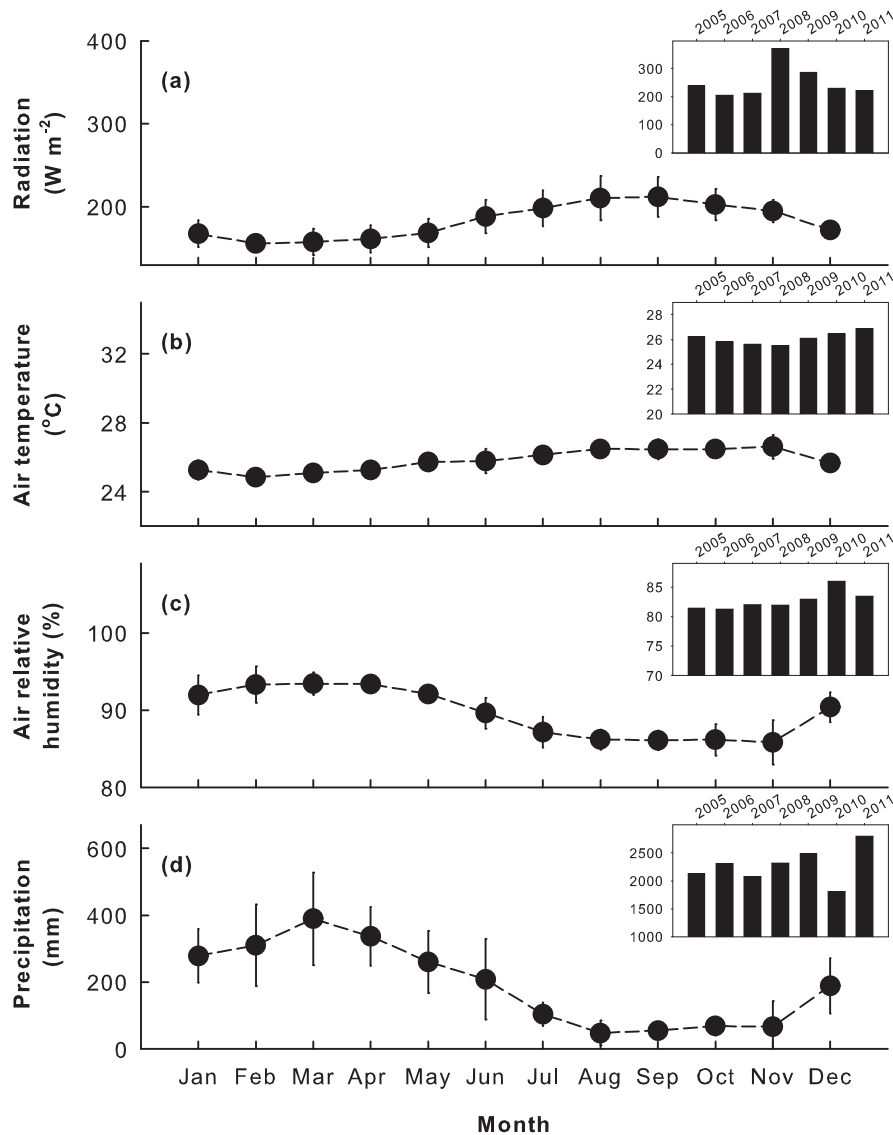 2005 2006 2007 2008 2009 2010 2011
400
(a)
300
300
200
100
0
Radiation
(W m-2)
200
2005 2006 2007 2008 2009 2010 2011
28
26
24
22
20
(b)
32
28
24
Air temperature
(oC)
2005 2006 2007 2008 2009 2010 2011
85
80
75
70
(c)
100
90
80
Air relative
humidity (%)
2005 2006 2007 2008 2009 2010 2011
2500
2000
1500
1000
(d)
600
400
200
0
Precipitation
(mm)
Jan Feb Mar Apr May Jun Jul Aug Sep Oct Nov Dec
Month